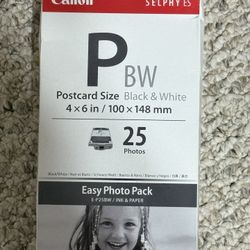 Canon
SELPHY ES
P BW
Postcard Size Black & White
4 x 6 in / 100 x 148 mm
25
Photos
Easy Photo Pack
E-P25BW / INK & PAPER